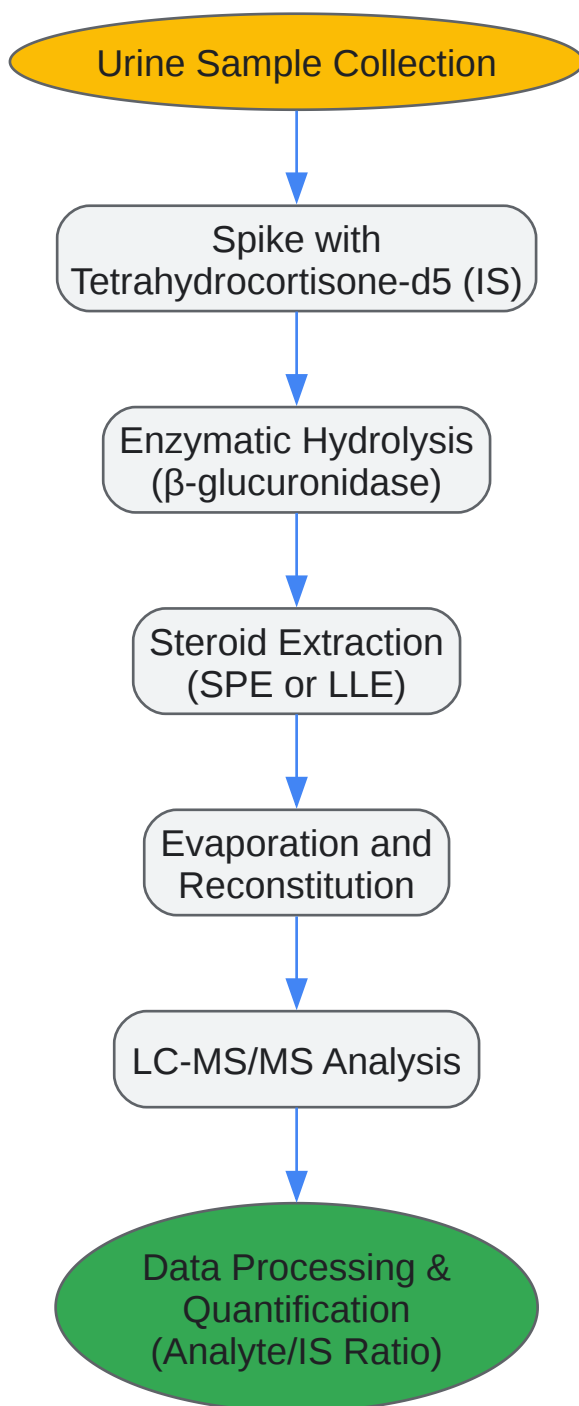 Urine Sample Collection
Spike with
Tetrahydrocortisone-d5 (IS)
Enzymatic Hydrolysis
(β-glucuronidase)
Steroid Extraction
(SPE or LLE)
Evaporation and
Reconstitution
LC-MS/MS Analysis
Data Processing &
Quantification
(Analyte/IS Ratio)